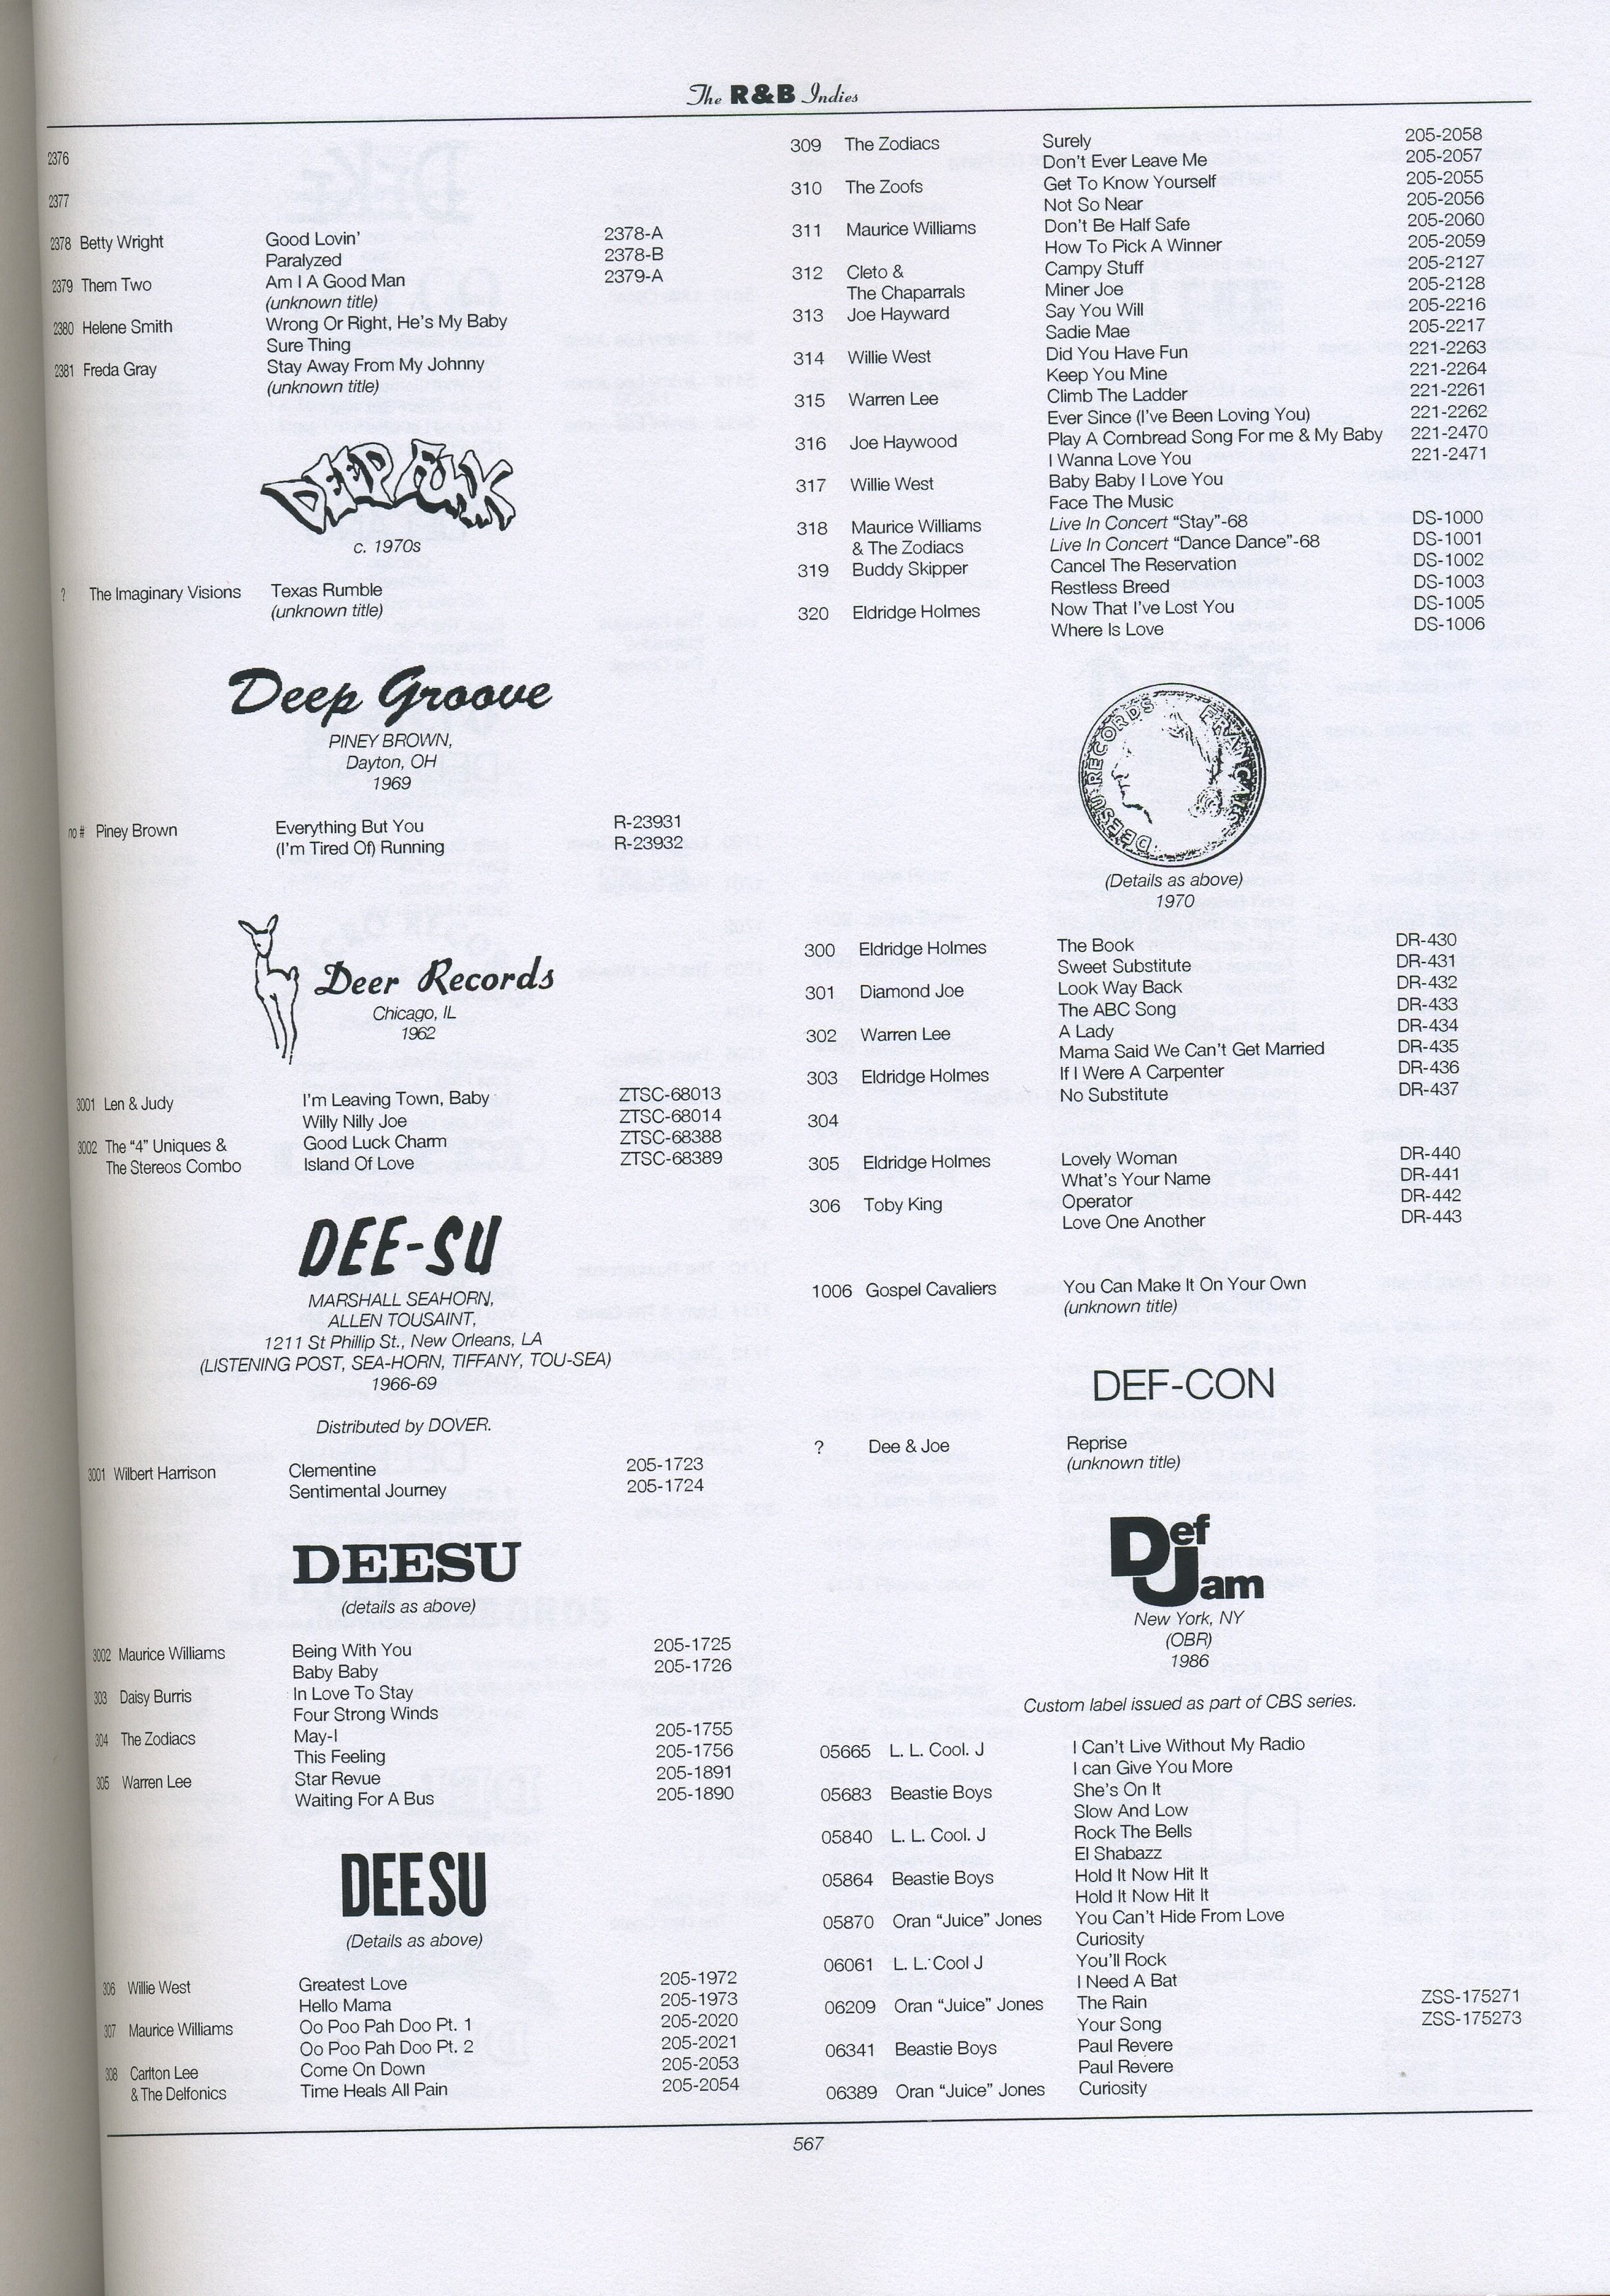 The R&B Indies
2376
2377
2378 Betty Wright Good Lovin' 2378-A
Paralyzed 2378-B
2379 Them Two Am I A Good Man 2379-A
(unknown title)
2380 Helene Smith Wrong Or Right, He's My Baby
Sure Thing
2381 Freda Gray Stay Away From My Johnny
(unknown title)
DEEP FUNK
c. 1970s
? The Imaginary Visions Texas Rumble
(unknown title)
Deep Groove
PINEY BROWN,
Dayton, OH
1969
no # Piney Brown Everything But You R-23931
(I'm Tired Of) Running R-23932
Deer Records
Chicago, IL
1962
3001 Len & Judy I'm Leaving Town, Baby ZTSC-68013
Willy Nilly Joe ZTSC-68014
3002 The "4" Uniques & Good Luck Charm ZTSC-68388
The Stereos Combo Island Of Love ZTSC-68389
DEE-SU
MARSHALL SEAHORN,
ALLEN TOUSAINT,
1211 St Phillip St., New Orleans, LA
(LISTENING POST, SEA-HORN, TIFFANY, TOU-SEA)
1966-69
Distributed by DOVER.
3001 Wilbert Harrison Clementine 205-1723
Sentimental Journey 205-1724
DEESU
(details as above)
3002 Maurice Williams Being With You 205-1725
Baby Baby 205-1726
303 Daisy Burris In Love To Stay
Four Strong Winds
304 The Zodiacs May-I 205-1755
This Feeling 205-1756
305 Warren Lee Star Revue 205-1891
Waiting For A Bus 205-1890
DEESU
(Details as above)
306 Willie West Greatest Love 205-1972
Hello Mama 205-1973
307 Maurice Williams Oo Poo Pah Doo Pt. 1 205-2020
Oo Poo Pah Doo Pt. 2 205-2021
308 Carlton Lee Come On Down 205-2053
& The Delfonics Time Heals All Pain 205-2054
309 The Zodiacs Surely 205-2058
Don't Ever Leave Me 205-2057
310 The Zoofs Get To Know Yourself 205-2055
Not So Near 205-2056
311 Maurice Williams Don't Be Half Safe 205-2060
How To Pick A Winner 205-2059
312 Cleto & Campy Stuff 205-2127
The Chaparrals Miner Joe 205-2128
313 Joe Hayward Say You Will 205-2216
Sadie Mae 205-2217
314 Willie West Did You Have Fun 221-2263
Keep You Mine 221-2264
315 Warren Lee Climb The Ladder 221-2261
Ever Since (I've Been Loving You) 221-2262
316 Joe Haywood Play A Cornbread Song For me & My Baby 221-2470
I Wanna Love You 221-2471
317 Willie West Baby Baby I Love You
Face The Music
318 Maurice Williams Live In Concert "Stay"-68 DS-1000
& The Zodiacs Live In Concert "Dance Dance"-68 DS-1001
319 Buddy Skipper Cancel The Reservation DS-1002
Restless Breed DS-1003
320 Eldridge Holmes Now That I've Lost You DS-1005
Where Is Love DS-1006
DEESU RECORDS FRANCAIS
(Details as above)
1970
300 Eldridge Holmes The Book DR-430
Sweet Substitute DR-431
301 Diamond Joe Look Way Back DR-432
The ABC Song DR-433
302 Warren Lee A Lady DR-434
Mama Said We Can't Get Married DR-435
303 Eldridge Holmes If I Were A Carpenter DR-436
No Substitute DR-437
304
305 Eldridge Holmes Lovely Woman DR-440
What's Your Name DR-441
306 Toby King Operator DR-442
Love One Another DR-443
1006 Gospel Cavaliers You Can Make It On Your Own
(unknown title)
DEF-CON
? Dee & Joe Reprise
(unknown title)
Def Jam
New York, NY
(OBR)
1986
Custom label issued as part of CBS series.
05665 L. L. Cool. J I Can't Live Without My Radio
I can Give You More
05683 Beastie Boys She's On It
Slow And Low
05840 L. L. Cool. J Rock The Bells
El Shabazz
05864 Beastie Boys Hold It Now Hit It
Hold It Now Hit It
05870 Oran "Juice" Jones You Can't Hide From Love
Curiosity
06061 L. L. Cool J You'll Rock
I Need A Bat
06209 Oran "Juice" Jones The Rain ZSS-175271
Your Song ZSS-175273
06341 Beastie Boys Paul Revere
Paul Revere
06389 Oran "Juice" Jones Curiosity
567